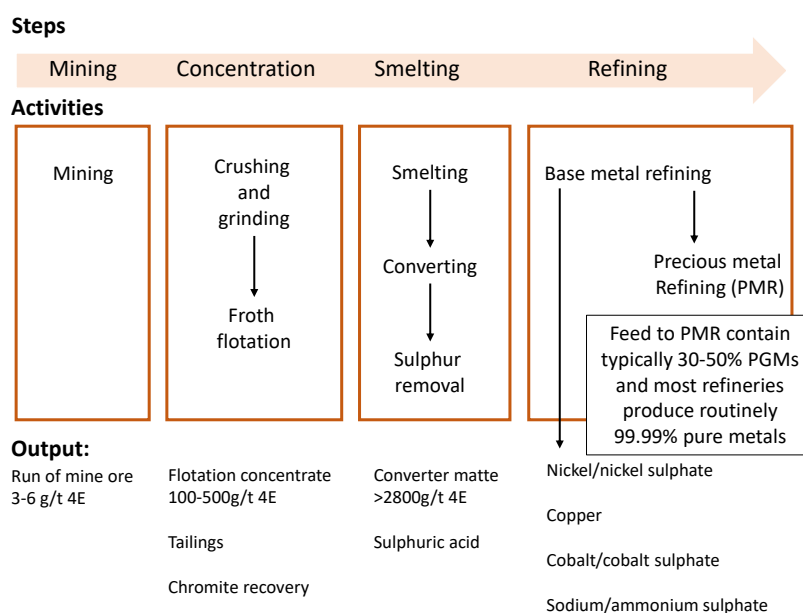 Steps
Mining
Concentration
Smelting
Refining
Activities
Mining
Crushing
and
grinding
Froth
flotation
Smelting
Converting
Sulphur
removal
Base metal refining
Precious metal
Refining (PMR)
Feed to PMR contain
typically 30-50% PGMs
and most refineries
produce routinely
99.99% pure metals
Output:
Run of mine ore
3-6 g/t 4E
Flotation concentrate
100-500g/t 4E
Tailings
Chromite recovery
Converter matte
>2800g/t 4E
Sulphuric acid
Nickel/nickel sulphate
Copper
Cobalt/cobalt sulphate
Sodium/ammonium sulphate